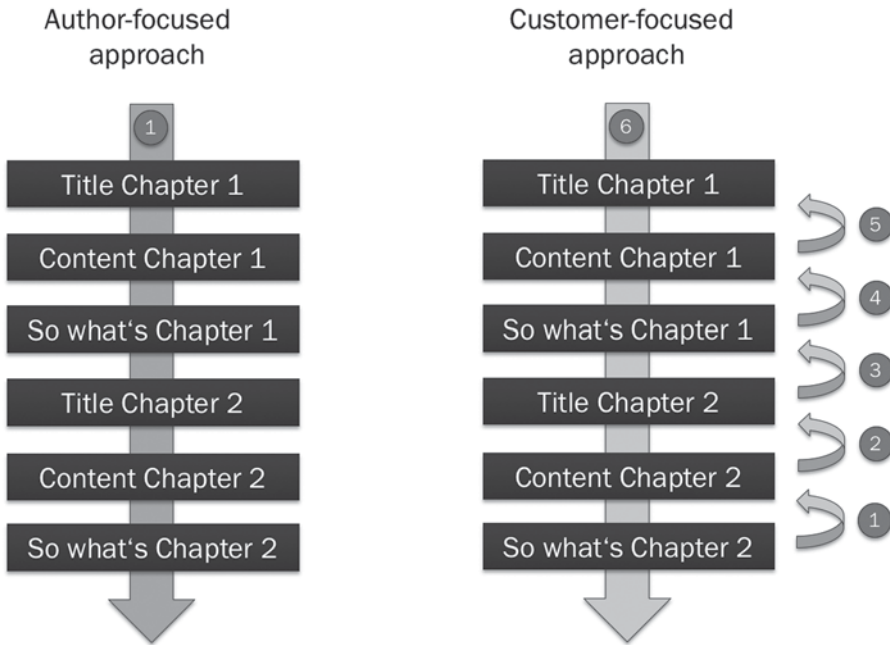 Author-focused
approach
1
Title Chapter 1
Content Chapter 1
So what‘s Chapter 1
Title Chapter 2
Content Chapter 2
So what‘s Chapter 2
Customer-focused
approach
6
Title Chapter 1
5
Content Chapter 1
4
So what‘s Chapter 1
3
Title Chapter 2
2
Content Chapter 2
1
So what‘s Chapter 2